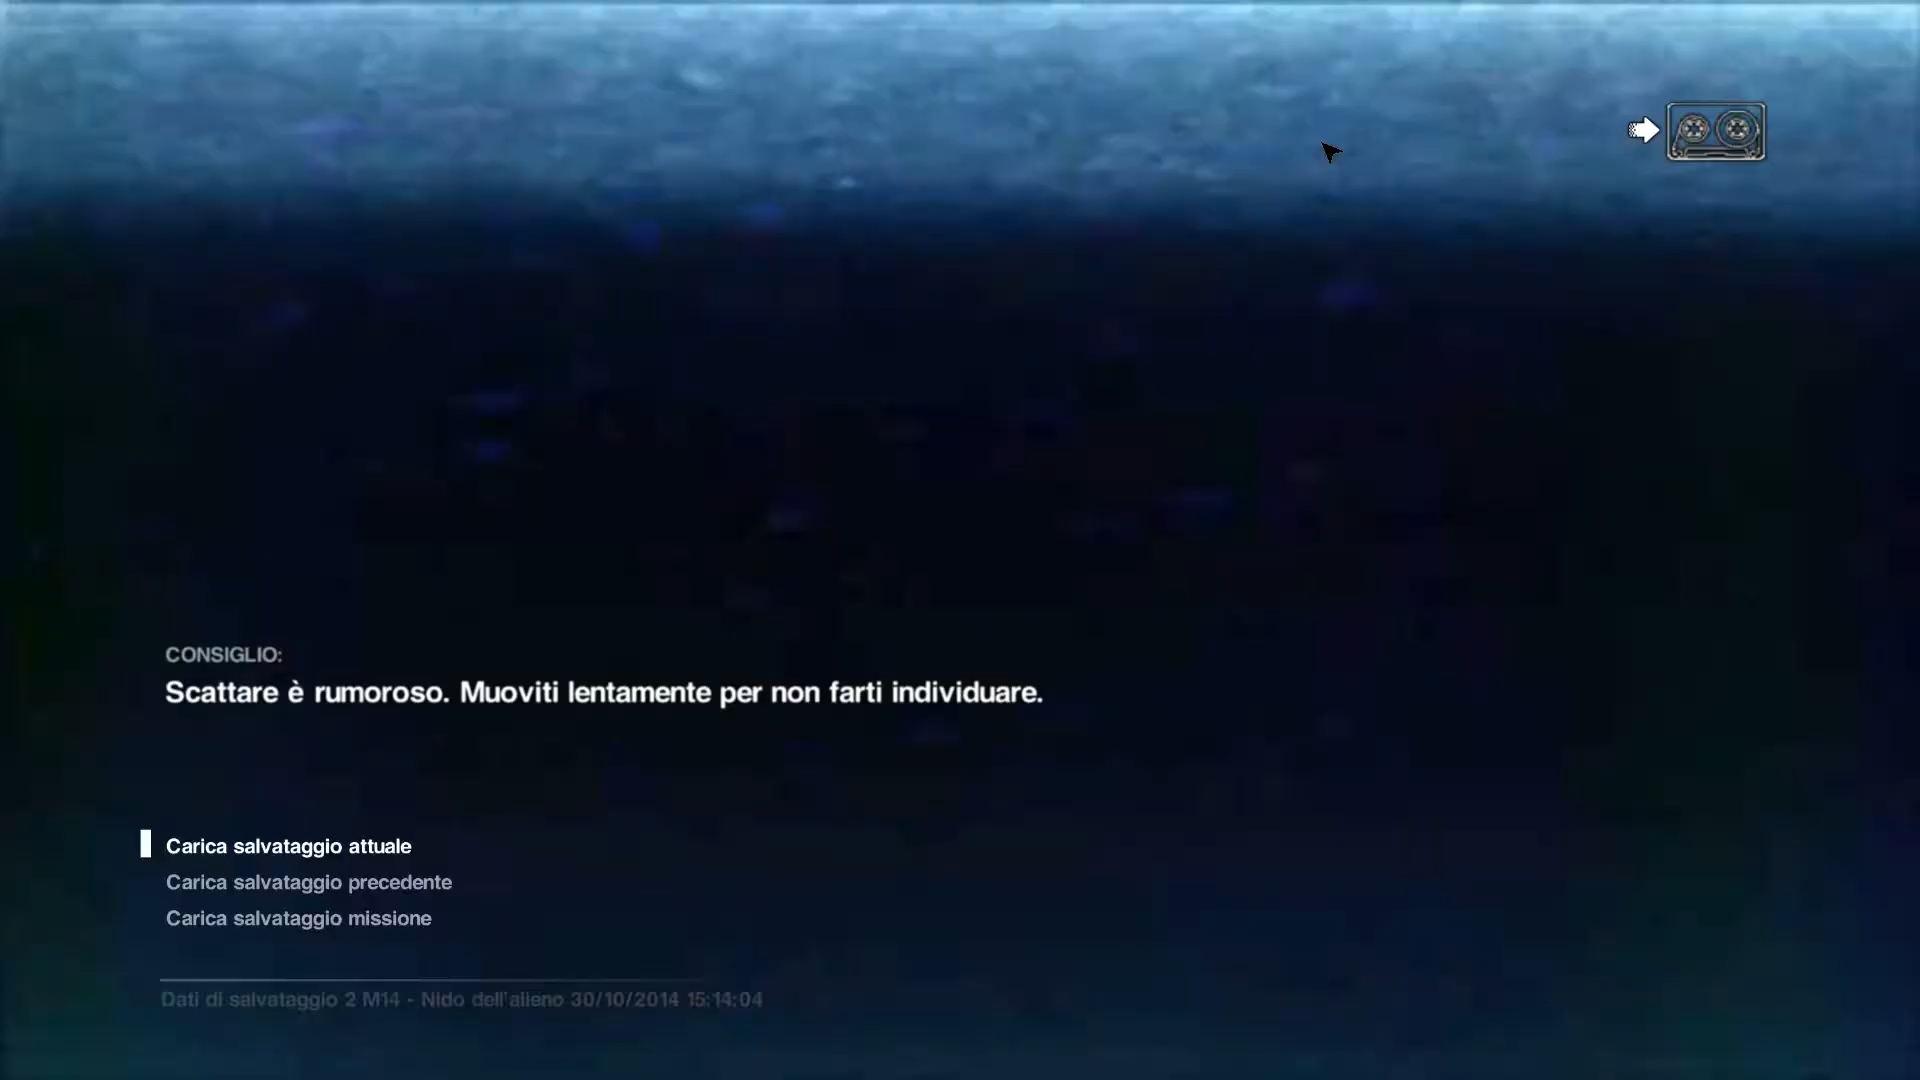 CONSIGLIO:
Scattare è rumoroso. Muoviti lentamente per non farti individuare.
Carica salvataggio attuale
Carica salvataggio precedente
Carica salvataggio missione
Dati di salvataggio 2 M14 - Nido dell'alieno 30/10/2014 15:14:04